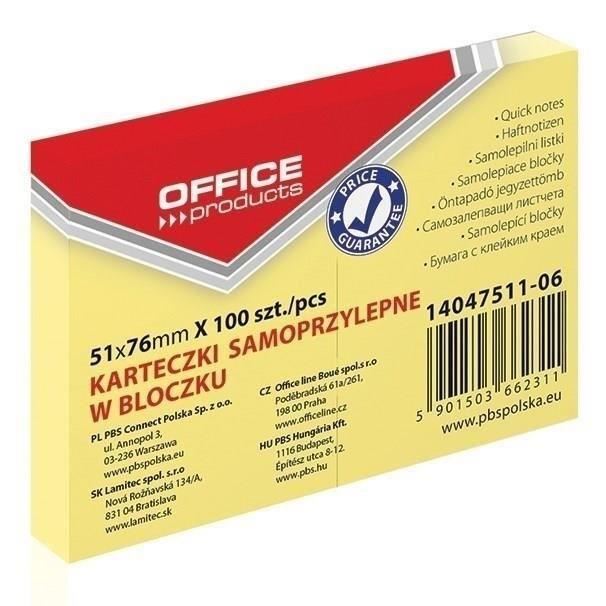 OFFICE
products
PRICE
GUARANTEE
• Quick notes
• Haftnotizen
• Samolepilni listki
• Samolepiace bločky
• Öntapadó jegyzettömb
• Самозалепващи листчета
• Samolepící bločky
• Бумага с клейким краем
51x76mm X 100 szt./pcs
KARTECZKI SAMOPRZYLEPNE
W BLOCZKU
PL PBS Connect Polska Sp. z o.o.
ul. Annopol 3,
03-236 Warszawa
www.pbspolska.eu
SK Lamitec spol. s.r.o
Nová Rožňavská 134/A,
831 04 Bratislava
www.lamitec.sk
CZ Office line Boué spol.s r.o
Poděbradská 61a/261,
198 00 Praha
www.officeline.cz
HU PBS Hungária Kft.
1116 Budapest,
Építész utca 8-12.
www.pbs.hu
14047511-06
5 901503 662311
www.pbspolska.eu